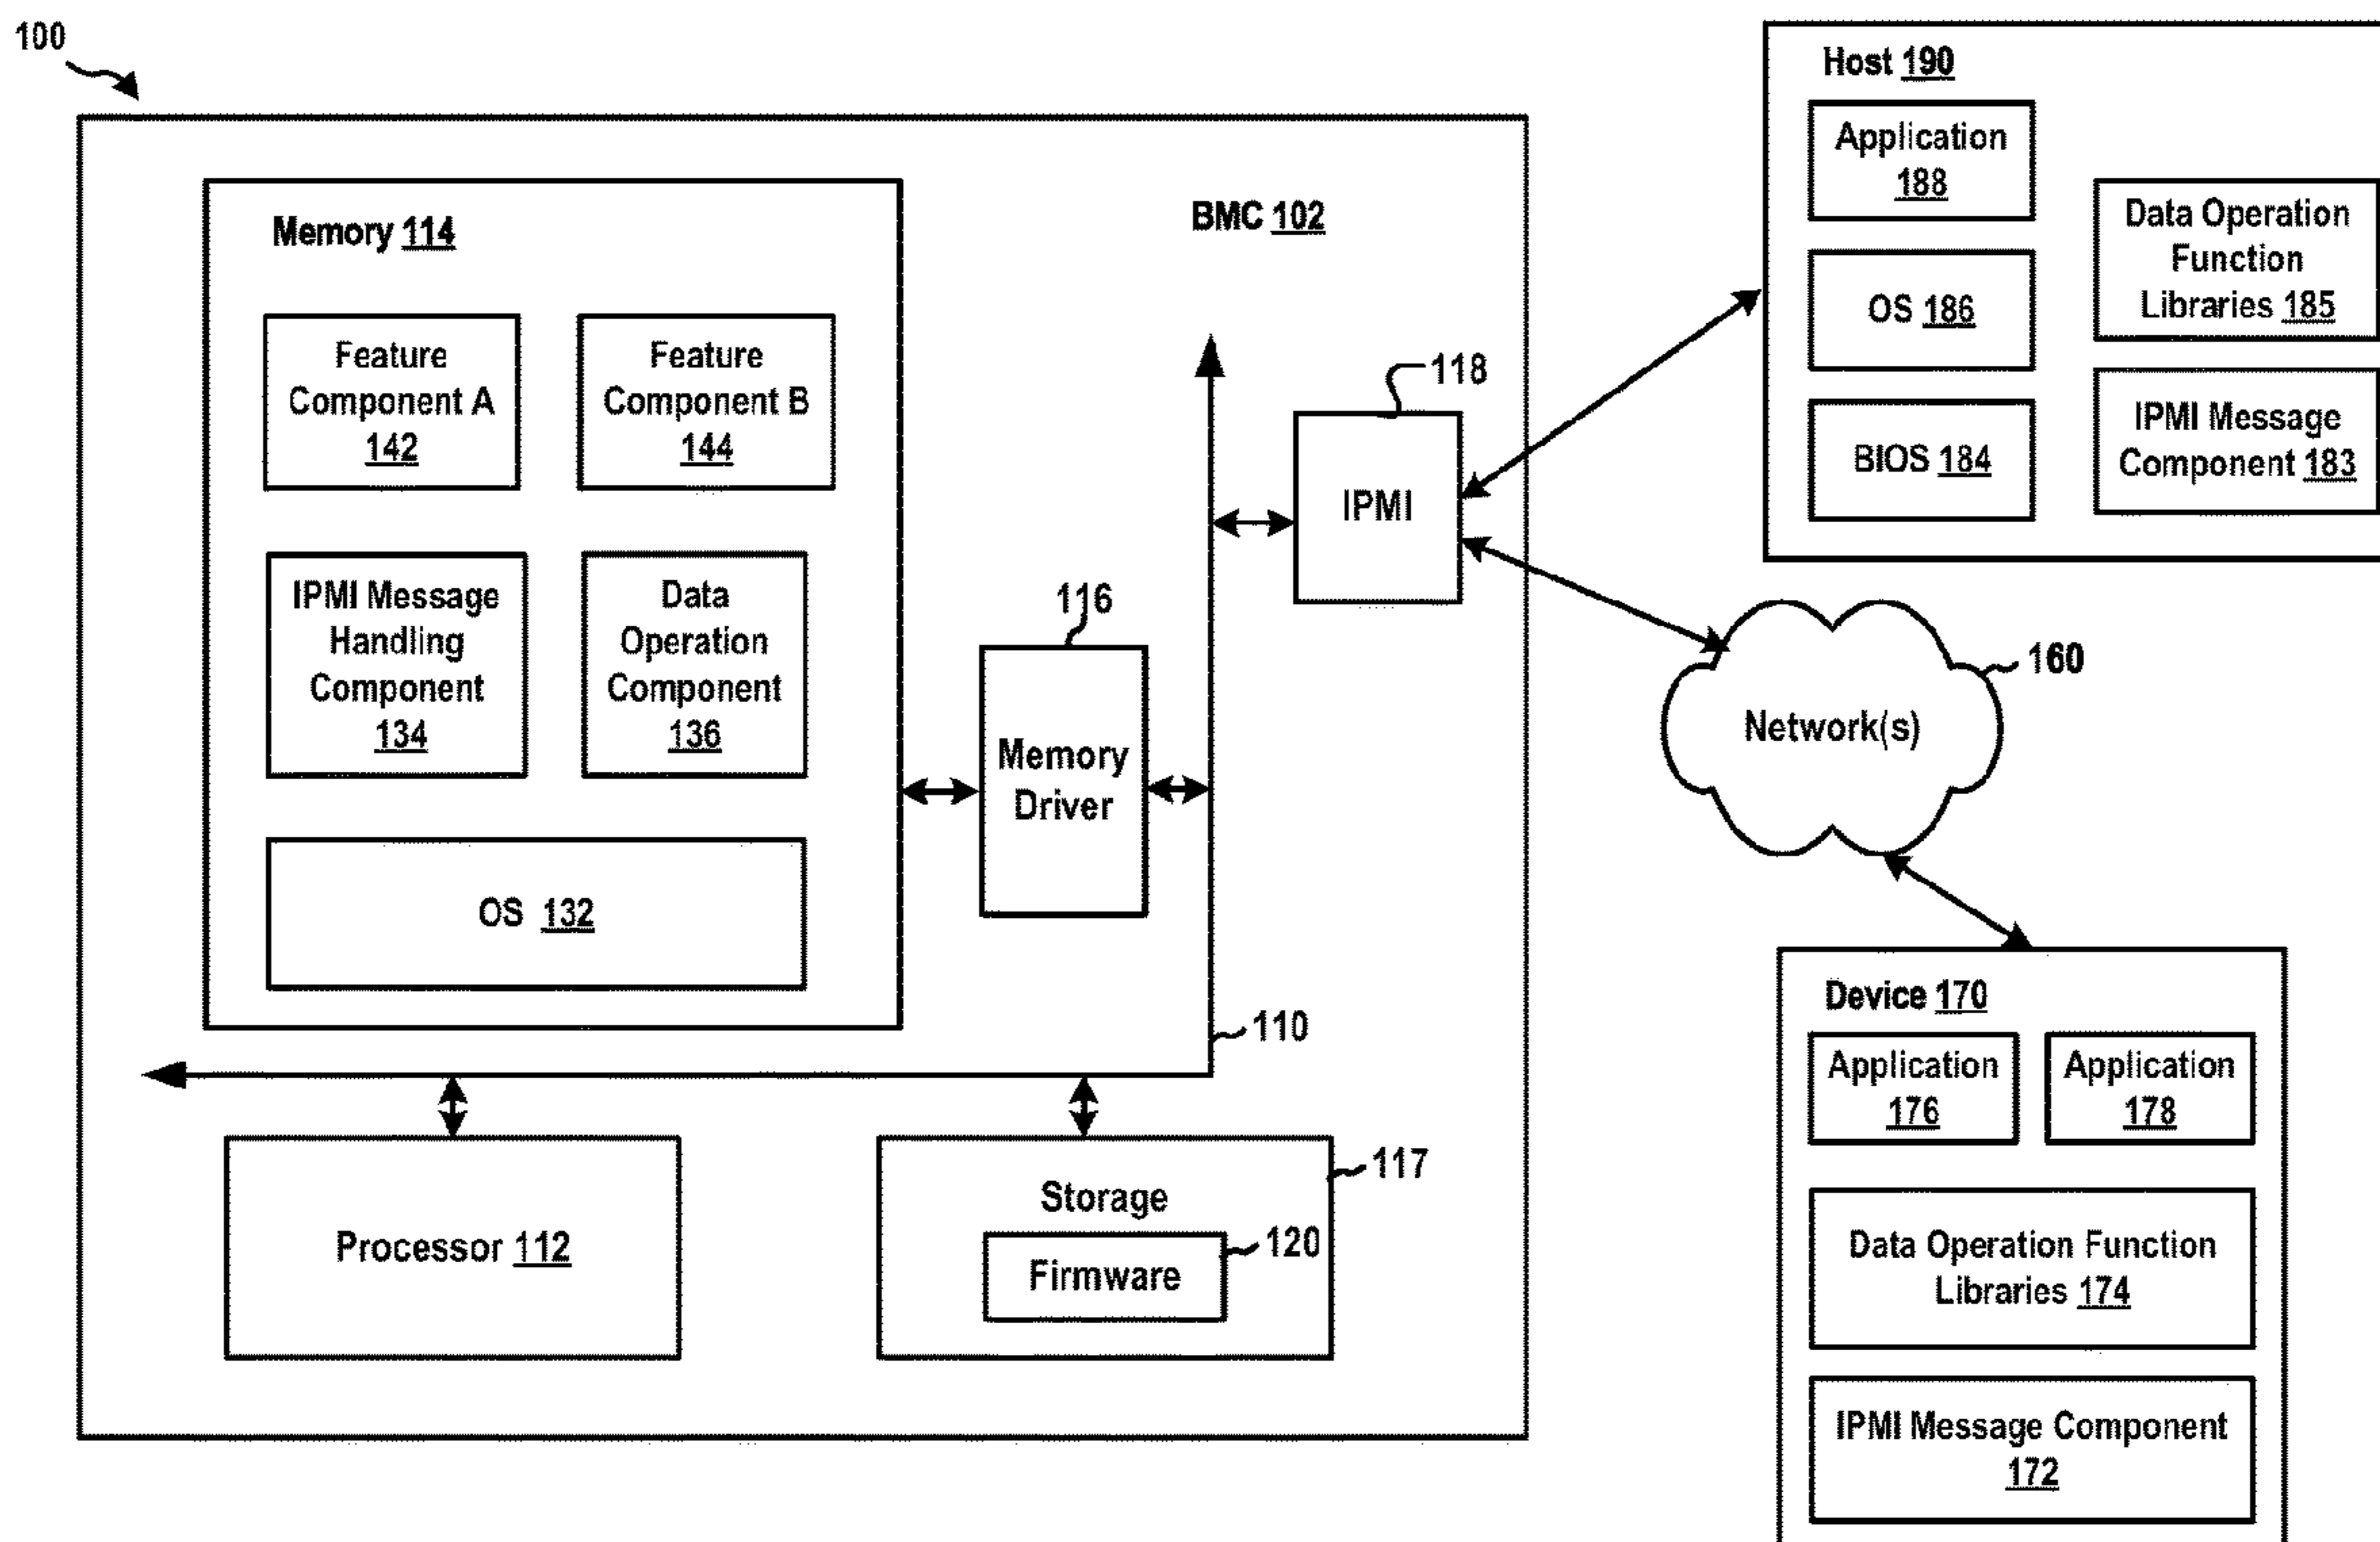 100
Host 190
Application
188
Data Operation
Function
Libraries 185
OS 186
IPMI Message
Component 183
BIOS 184
BMC 102
Memory 114
Feature
Component A
142
Feature
Component B
144
IPMI Message
Handling
Component
134
Data
Operation
Component
136
OS 132
116
Memory
Driver
118
IPMI
160
Network(s)
110
Processor 112
117
Storage
120
Firmware
Device 170
Application
176
Application
178
Data Operation Function
Libraries 174
IPMI Message Component
172